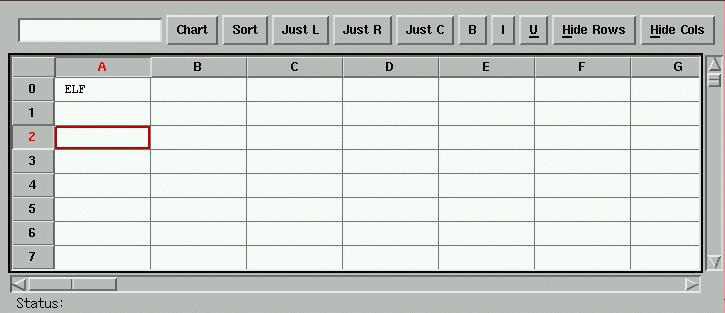 Chart Sort Just L Just R Just C B I U Hide Rows Hide Cols
A B C D E F G
0 ELF
1
2
3
4
5
6
7
Status: